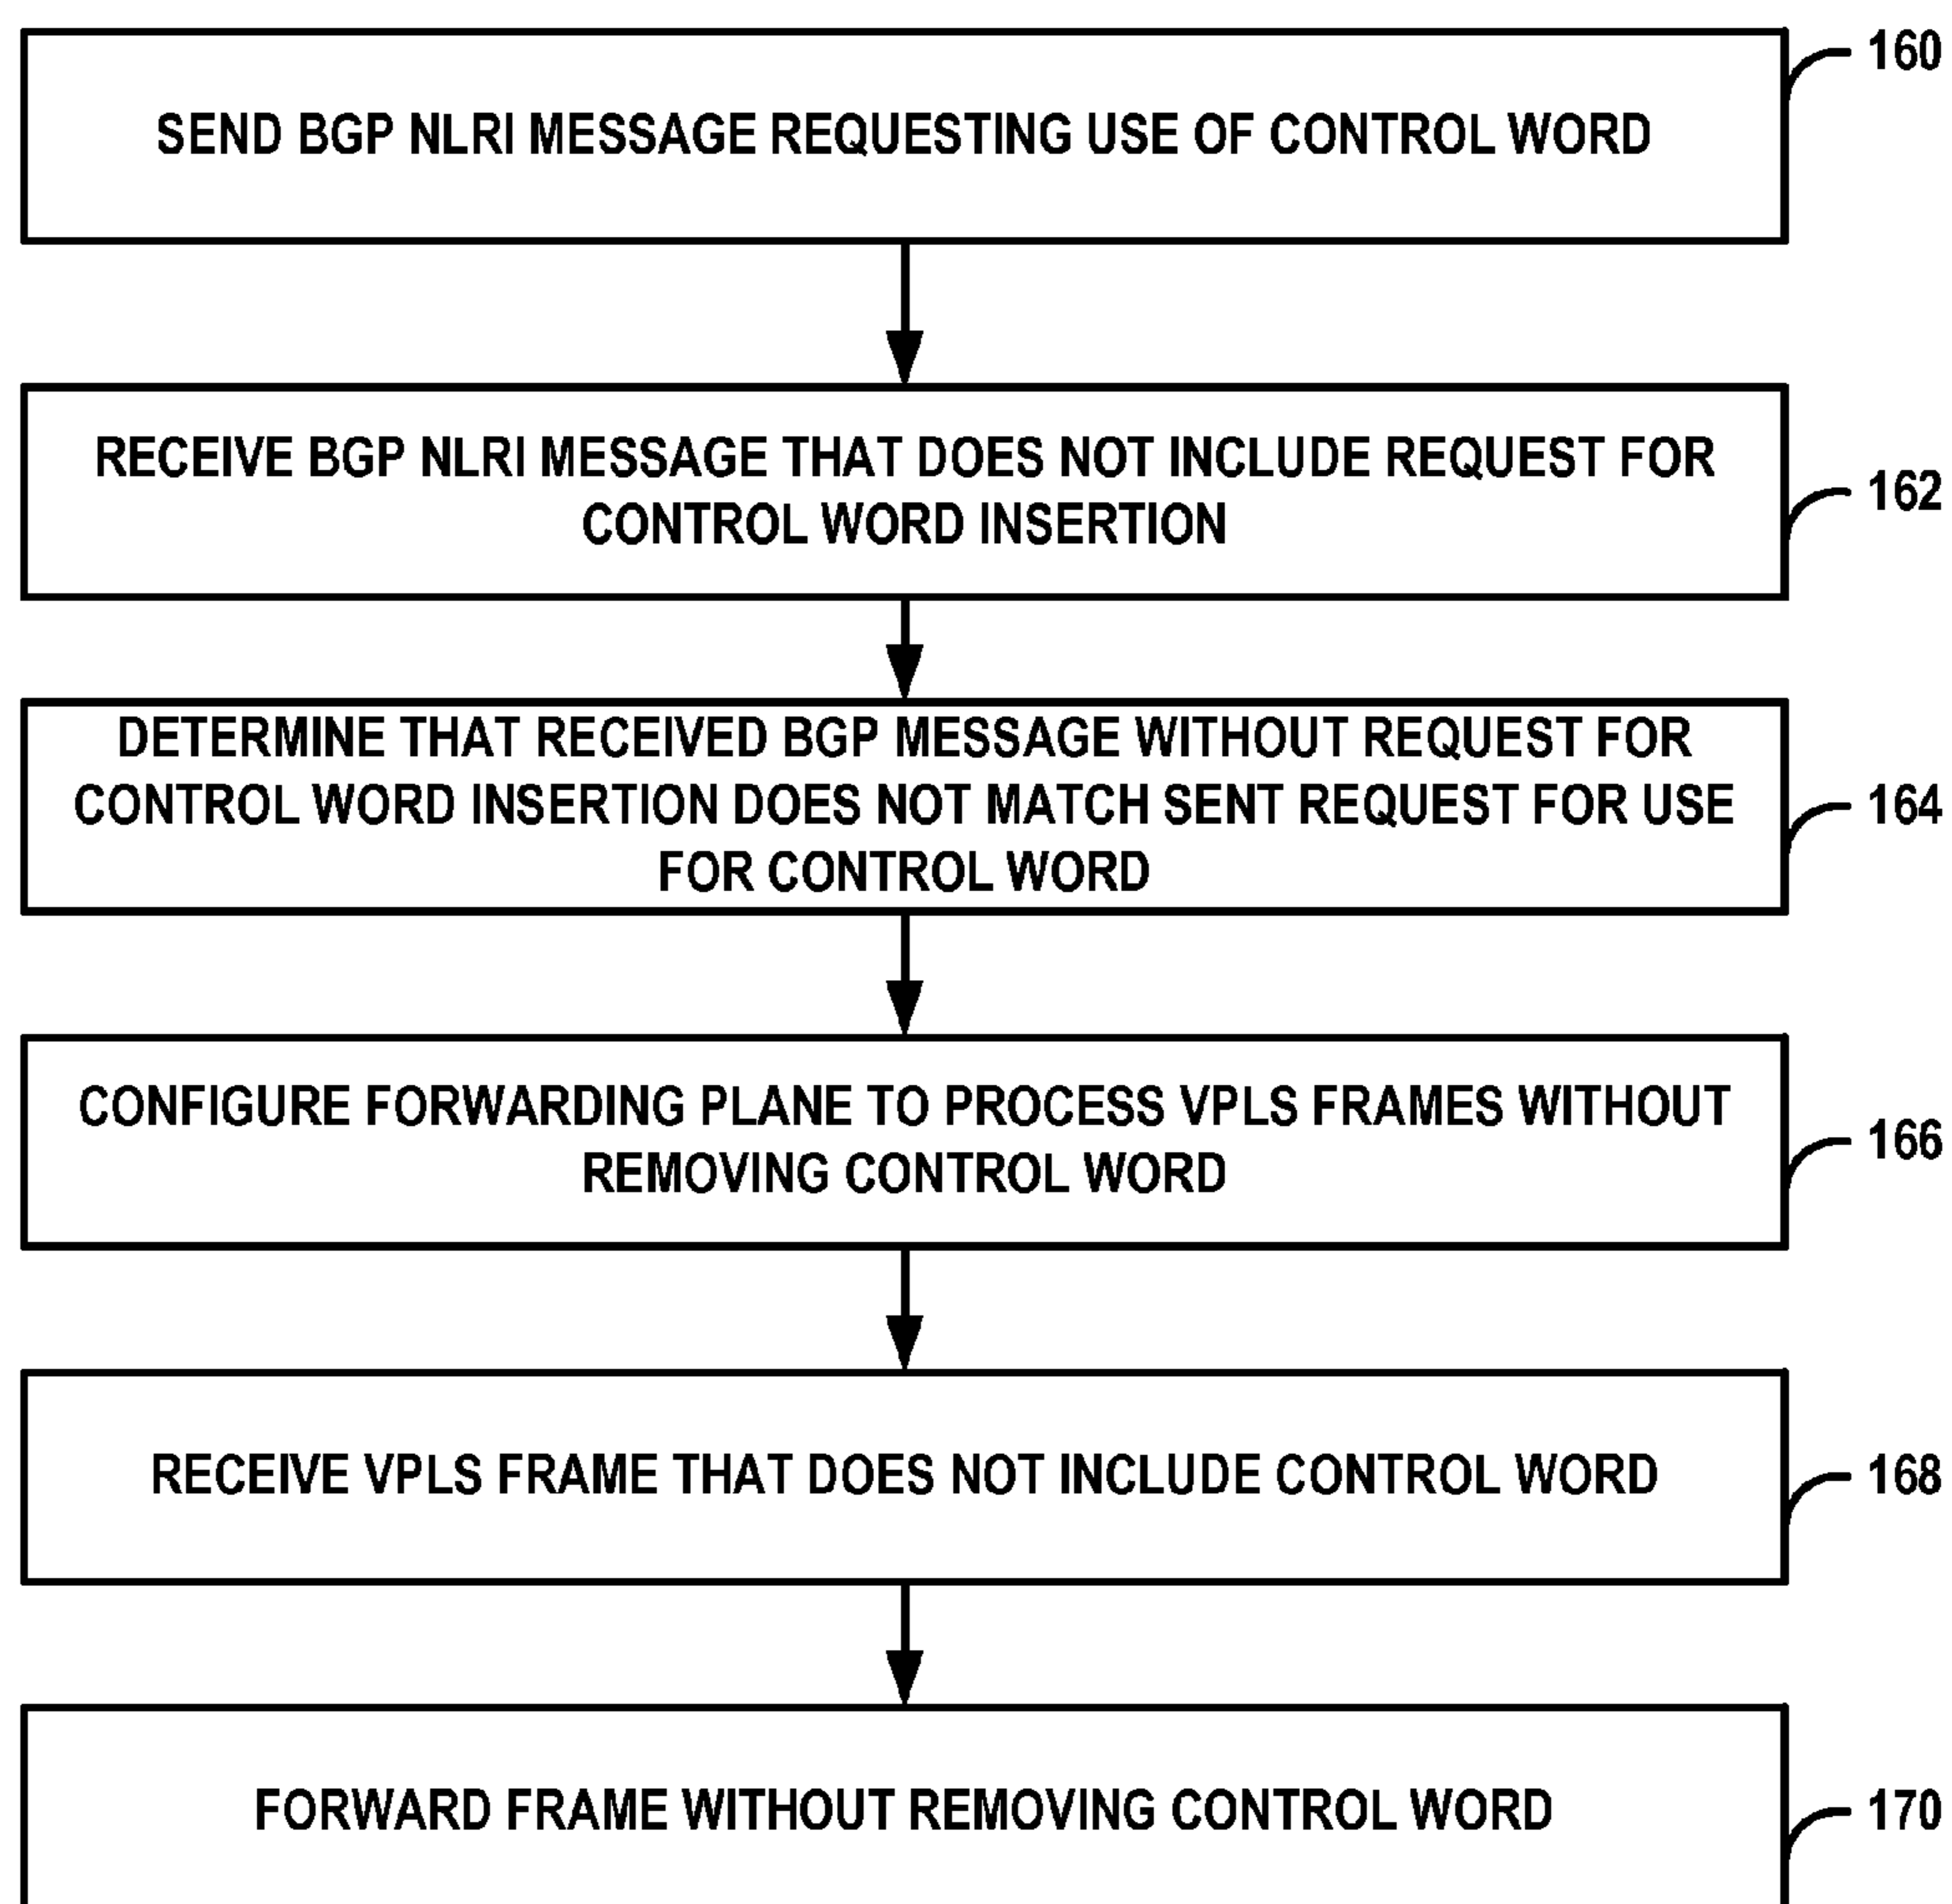 160
SEND BGP NLRI MESSAGE REQUESTING USE OF CONTROL WORD
RECEIVE BGP NLRI MESSAGE THAT DOES NOT INCLUDE REQUEST FOR
CONTROL WORD INSERTION
162
DETERMINE THAT RECEIVED BGP MESSAGE WITHOUT REQUEST FOR
CONTROL WORD INSERTION DOES NOT MATCH SENT REQUEST FOR USE
FOR CONTROL WORD
164
CONFIGURE FORWARDING PLANE TO PROCESS VPLS FRAMES WITHOUT
REMOVING CONTROL WORD
166
RECEIVE VPLS FRAME THAT DOES NOT INCLUDE CONTROL WORD
168
FORWARD FRAME WITHOUT REMOVING CONTROL WORD
170